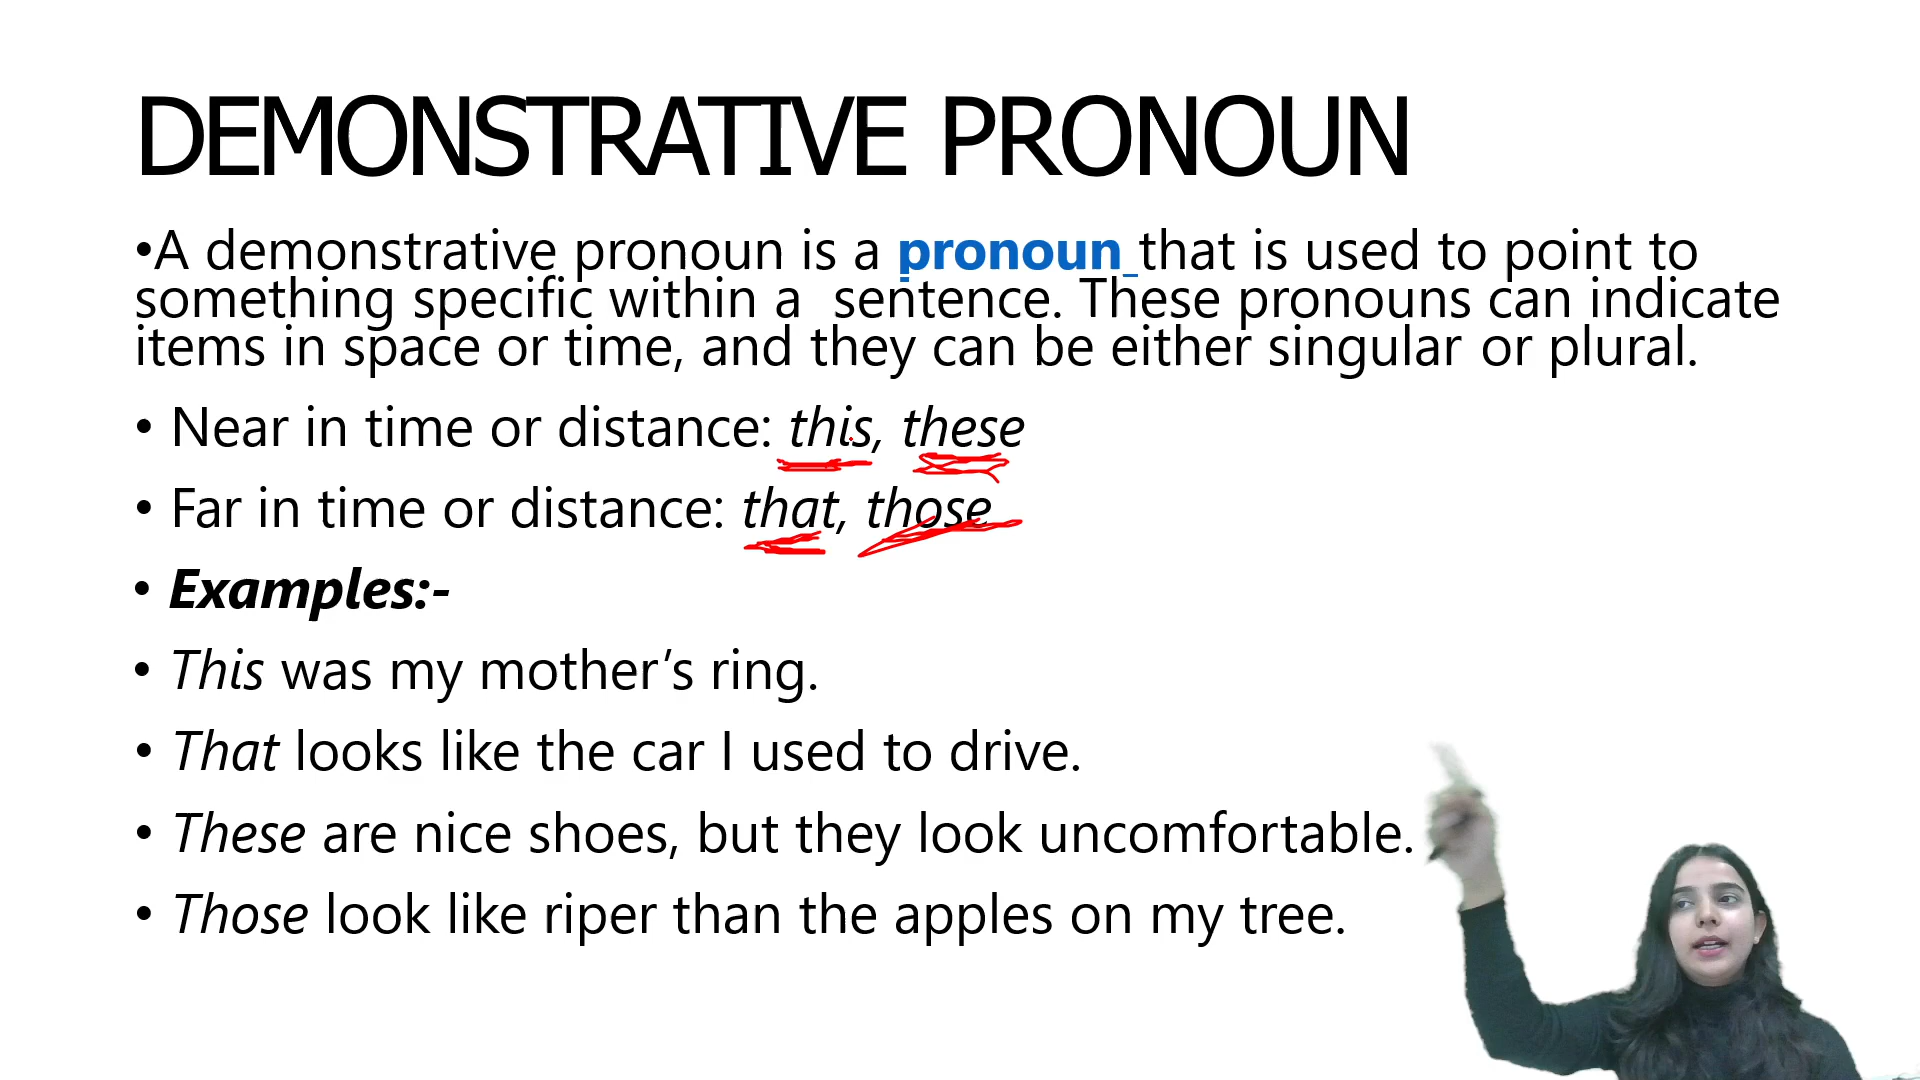 DEMONSTRATIVE PRONOUN
•A demonstrative pronoun is a pronoun that is used to point to
something specific within a  sentence. These pronouns can indicate
items in space or time, and they can be either singular or plural.
• Near in time or distance: this, these
• Far in time or distance: that, those
• Examples:-
• This was my mother’s ring.
• That looks like the car I used to drive.
• These are nice shoes, but they look uncomfortable.
• Those look like riper than the apples on my tree.